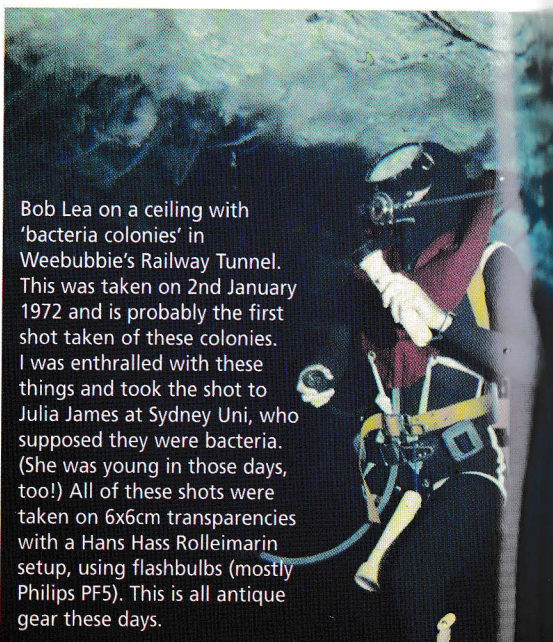 Bob Lea on a ceiling with
'bacteria colonies' in
Weebubbie's Railway Tunnel.
This was taken on 2nd January
1972 and is probably the first
shot taken of these colonies.
I was enthralled with these
things and took the shot to
Julia James at Sydney Uni, who
supposed they were bacteria.
(She was young in those days,
too!) All of these shots were
taken on 6x6cm transparencies
with a Hans Hass Rolleimarin
setup, using flashbulbs (mostly
Philips PF5). This is all antique
gear these days.